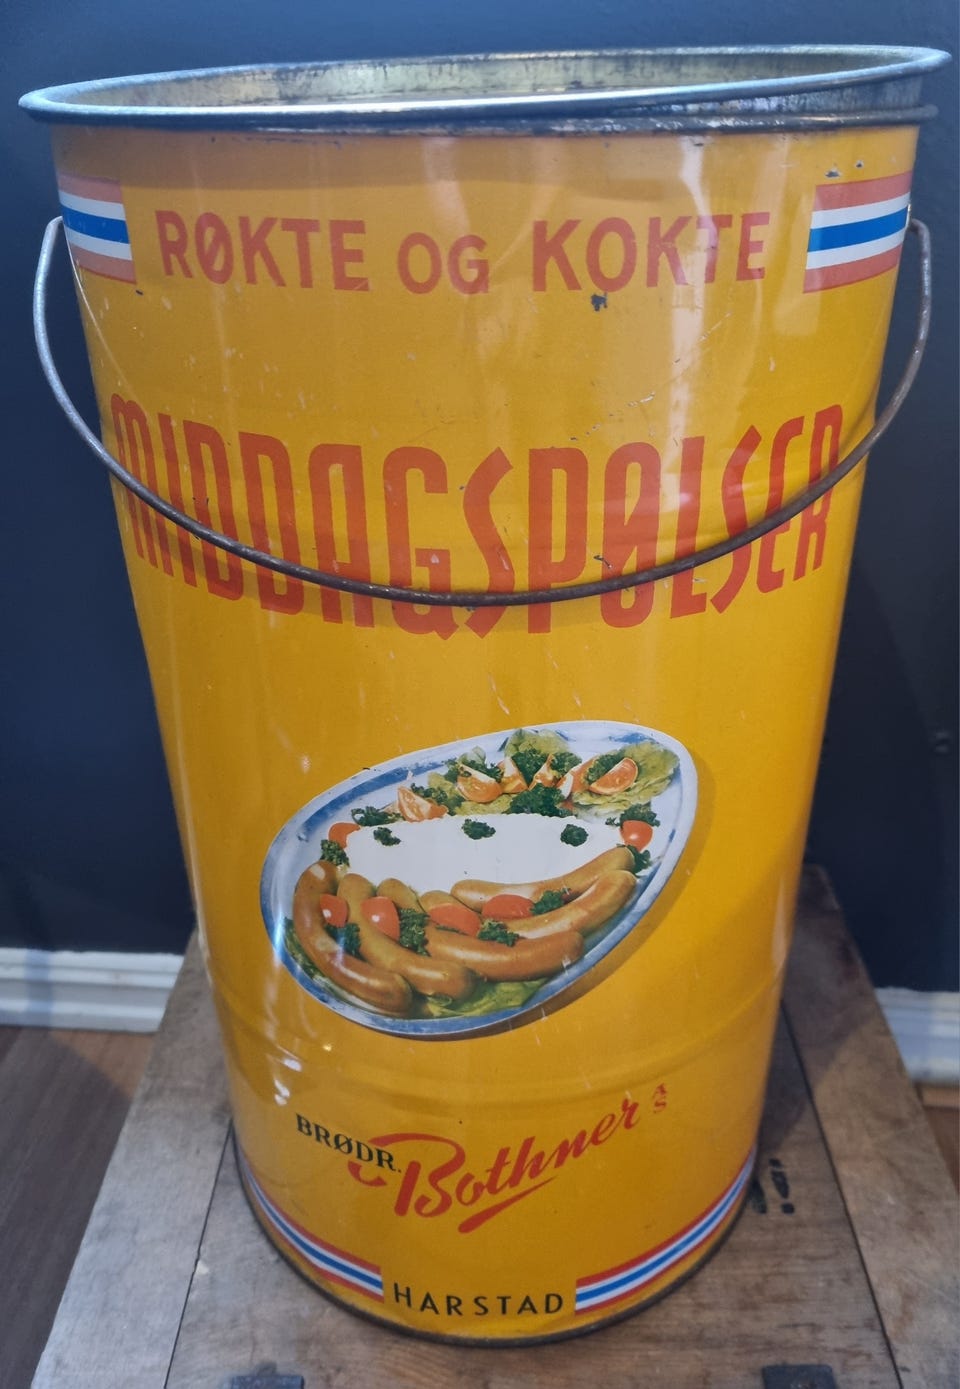 RØKTE OG KOKTE
MIDDAGSPØLSER
BRØDR. Bothner A/S
HARSTAD